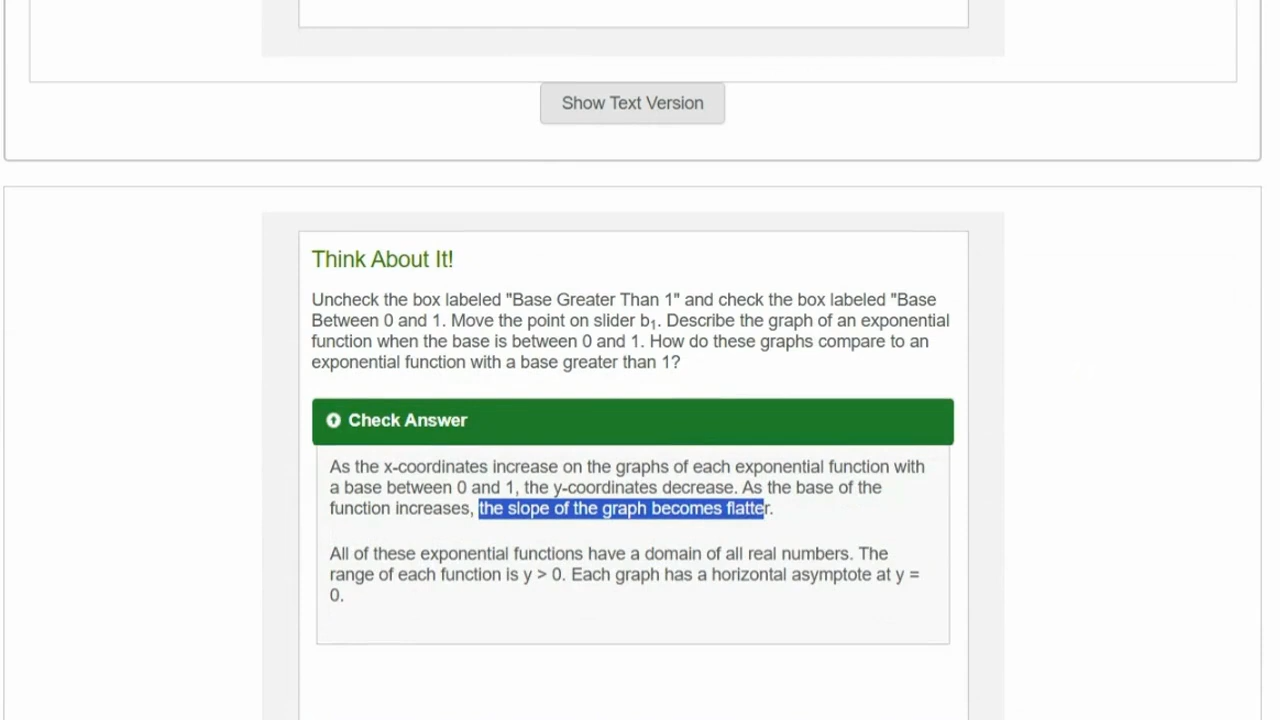 Show Text Version
Think About It!
Uncheck the box labeled "Base Greater Than 1" and check the box labeled "Base
Between 0 and 1. Move the point on slider b₁. Describe the graph of an exponential
function when the base is between 0 and 1. How do these graphs compare to an
exponential function with a base greater than 1?
Check Answer
As the x-coordinates increase on the graphs of each exponential function with
a base between 0 and 1, the y-coordinates decrease. As the base of the
function increases, the slope of the graph becomes flatter.
All of these exponential functions have a domain of all real numbers. The
range of each function is y > 0. Each graph has a horizontal asymptote at y =
0.